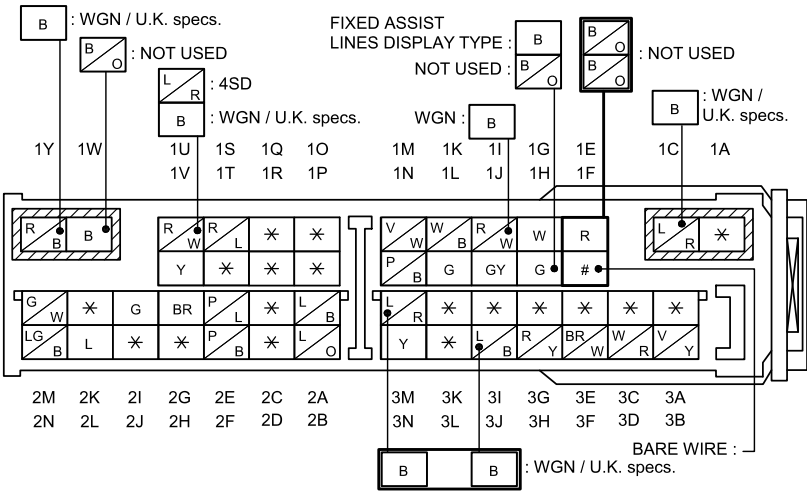 B : WGN / U.K. specs.
B O : NOT USED
L R : 4SD
B : WGN / U.K. specs.
FIXED ASSIST
LINES DISPLAY TYPE : B
NOT USED : B O
WGN : B
B O
B O : NOT USED
B : WGN /
U.K. specs.
1Y 1W 1U 1S 1Q 1O 1M 1K 1I 1G 1E 1C 1A
1V 1T 1R 1P 1N 1L 1J 1H 1F
R B B R W R L * * V W W B R W W R L R *
Y * * * P B G GY G #
G W * G BR P L * L B L R * * * * * *
LG B L * * P B * L O Y * L B R Y BR W W R V Y
2M 2K 2I 2G 2E 2C 2A 3M 3K 3I 3G 3E 3C 3A
2N 2L 2J 2H 2F 2D 2B 3N 3L 3J 3H 3F 3D 3B
BARE WIRE :
B B : WGN / U.K. specs.